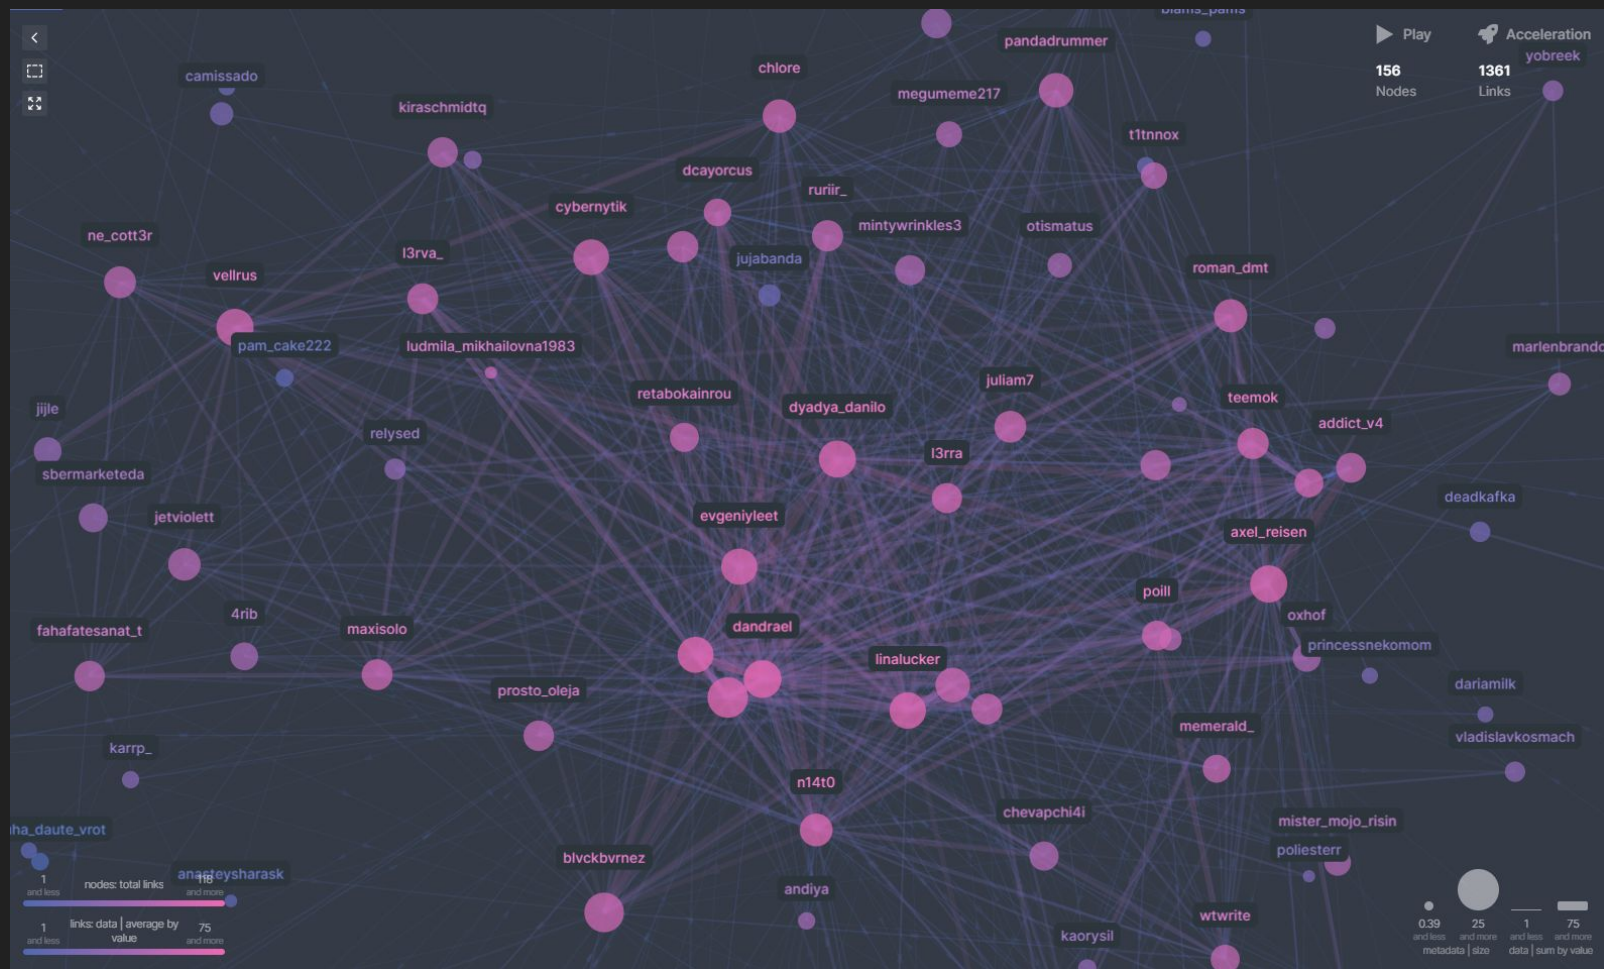 blams_pams
pandadrummer
Play
Acceleration
yobreek
156
1361
Nodes
Links
camissado
chlore
megumeme217
kiraschmidtq
t1tnnox
dcayorcus
ruriir_
cybernytik
mintywrinkles3
otismatus
ne_cott3r
l3rva_
jujabanda
vellrus
roman_dmt
pam_cake222
ludmila_mikhailovna1983
marlenbrando
juliam7
retabokainrou
dyadya_danilo
teemok
jijle
addict_v4
relysed
l3rra
sbermarketeda
deadkafka
jetviolett
evgeniyleet
axel_reisen
poill
4rib
oxhof
fahafatesanat_t
maxisolo
dandrael
princessnekomom
linalucker
dariamilk
prosto_oleja
memerald_
vladislavkosmach
karrp_
n14t0
chevapchi4i
mister_mojo_risin
ha_daute_vrot
poliesterr
blvckbvrnez
anasteysharask
andiya
wtwrite
kaorysil
1
and less
nodes: total links
118
and more
1
and less
links: data | average by
value
75
and more
0.39
25
1
75
and less
and more
and less
and more
metadata | size
data | sum by value